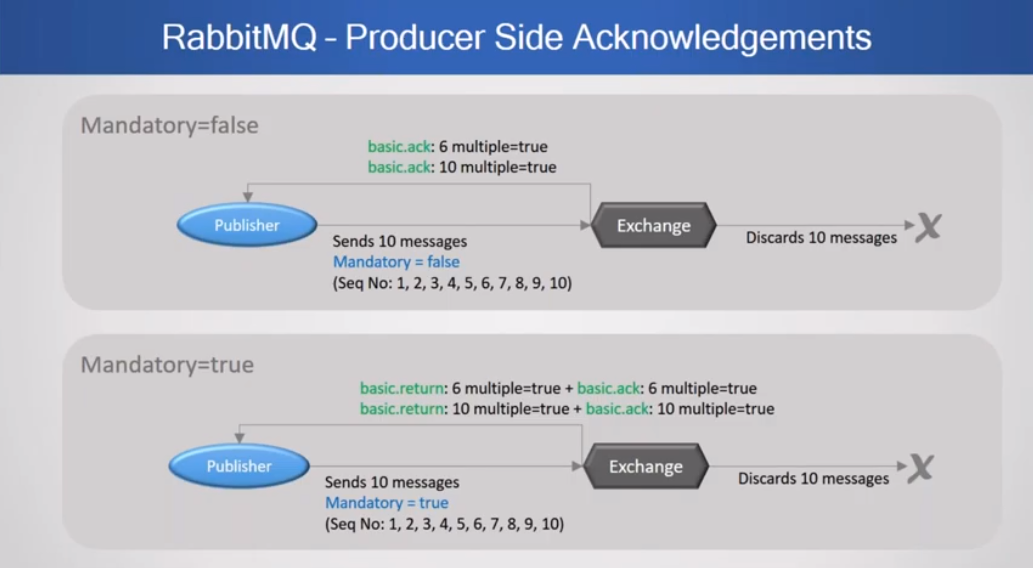 RabbitMQ – Producer Side Acknowledgements
Mandatory=false
basic.ack: 6 multiple=true
basic.ack: 10 multiple=true
Publisher
Exchange
Sends 10 messages
Mandatory = false
(Seq No: 1, 2, 3, 4, 5, 6, 7, 8, 9, 10)
Discards 10 messages
X
Mandatory=true
basic.return: 6 multiple=true + basic.ack: 6 multiple=true
basic.return: 10 multiple=true + basic.ack: 10 multiple=true
Publisher
Exchange
Sends 10 messages
Mandatory = true
(Seq No: 1, 2, 3, 4, 5, 6, 7, 8, 9, 10)
Discards 10 messages
X